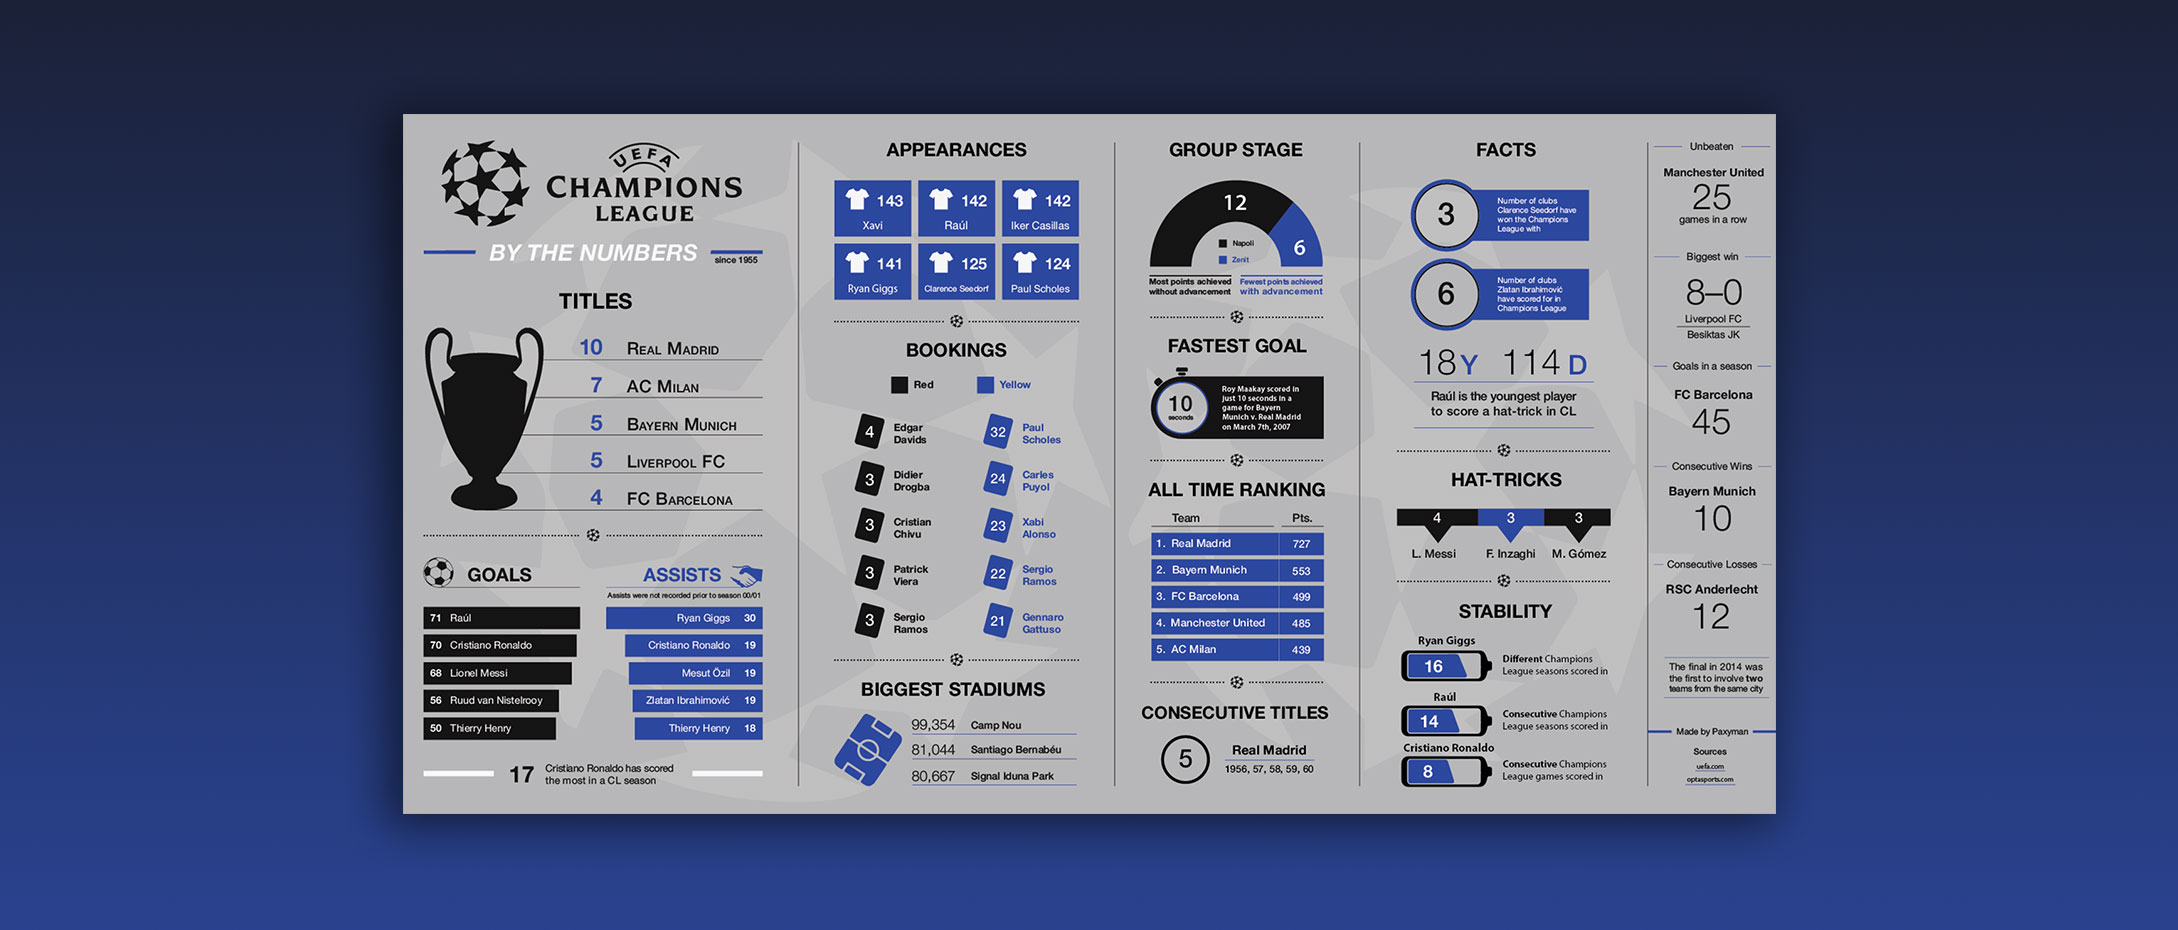 UEFA
CHAMPIONS
LEAGUE
BY THE NUMBERS
since 1955
TITLES
10 REAL MADRID
7 AC MILAN
5 BAYERN MUNICH
5 LIVERPOOL FC
4 FC BARCELONA
GOALS
71 Raúl
70 Cristiano Ronaldo
68 Lionel Messi
56 Ruud van Nistelrooy
50 Thierry Henry
ASSISTS
Assists were not recorded prior to season 00/01
Ryan Giggs 30
Cristiano Ronaldo 19
Mesut Özil 19
Zlatan Ibrahimović 19
Thierry Henry 18
17 Cristiano Ronaldo has scored
the most in a CL season
APPEARANCES
143
Xavi
142
Raúl
142
Iker Casillas
141
Ryan Giggs
125
Clarence Seedorf
124
Paul Scholes
BOOKINGS
Red
Yellow
4 Edgar
Davids
32 Paul
Scholes
3 Didier
Drogba
24 Carles
Puyol
3 Cristian
Chivu
23 Xabi
Alonso
3 Patrick
Viera
22 Sergio
Ramos
3 Sergio
Ramos
21 Gennaro
Gattuso
BIGGEST STADIUMS
99,354 Camp Nou
81,044 Santiago Bernabéu
80,667 Signal Iduna Park
GROUP STAGE
12
6
Napoli
Zenit
Most points achieved
without advancement
Fewest points achieved
with advancement
FASTEST GOAL
10
seconds
Roy Maakay scored in
just 10 seconds in a
game for Bayern
Munich v. Real Madrid
on March 7th, 2007
ALL TIME RANKING
Team Pts.
1. Real Madrid 727
2. Bayern Munich 553
3. FC Barcelona 499
4. Manchester United 485
5. AC Milan 439
CONSECUTIVE TITLES
5
Real Madrid
1956, 57, 58, 59, 60
FACTS
3
Number of clubs
Clarence Seedorf have
won the Champions
League with
6
Number of clubs
Zlatan Ibrahimović
have scored for in
Champions League
18Y 114 D
Raúl is the youngest player
to score a hat-trick in CL
HAT-TRICKS
4 3 3
L. Messi F. Inzaghi M. Gómez
STABILITY
Ryan Giggs
16
Different Champions
League seasons scored in
Raúl
14
Consecutive Champions
League seasons scored in
Cristiano Ronaldo
8
Consecutive Champions
League games scored in
Unbeaten
Manchester United
25
games in a row
Biggest win
8–0
Liverpool FC
Besiktas JK
Goals in a season
FC Barcelona
45
Consecutive Wins
Bayern Munich
10
Consecutive Losses
RSC Anderlecht
12
The final in 2014 was
the first to involve two
teams from the same city
Made by Paxyman
Sources
uefa.com
optasports.com